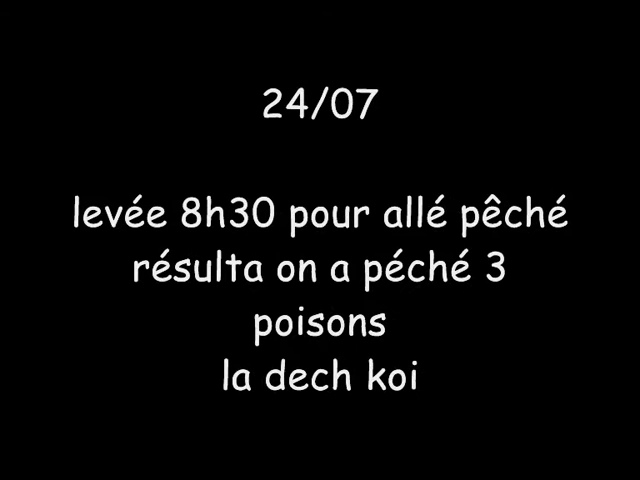 24/07
levée 8h30 pour allé pêché
résulta on a péché 3
poisons
la dech koi